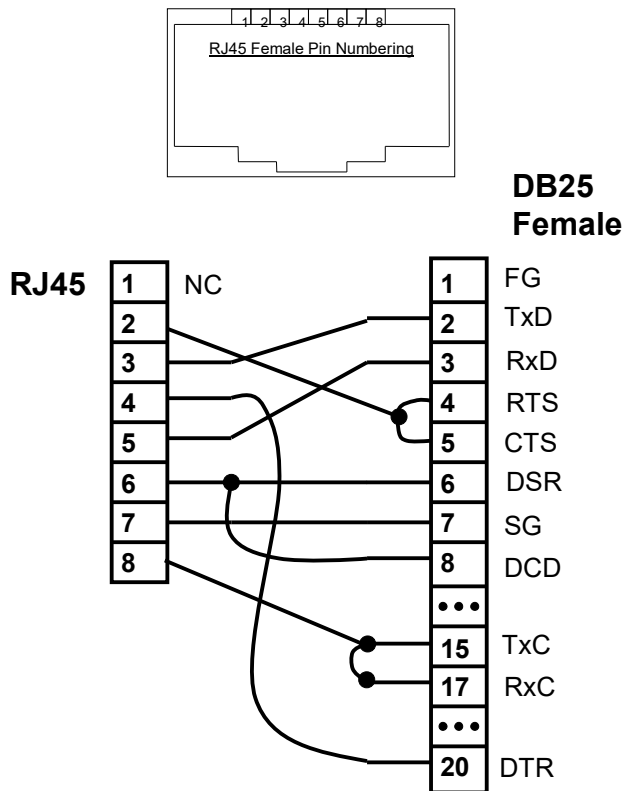 1 2 3 4 5 6 7 8
RJ45 Female Pin Numbering
DB25
Female
RJ45
1 NC
2
3
4
5
6
7
8
1 FG
2 TxD
3 RxD
4 RTS
5 CTS
6 DSR
7 SG
8 DCD
•••
15 TxC
17 RxC
•••
20 DTR